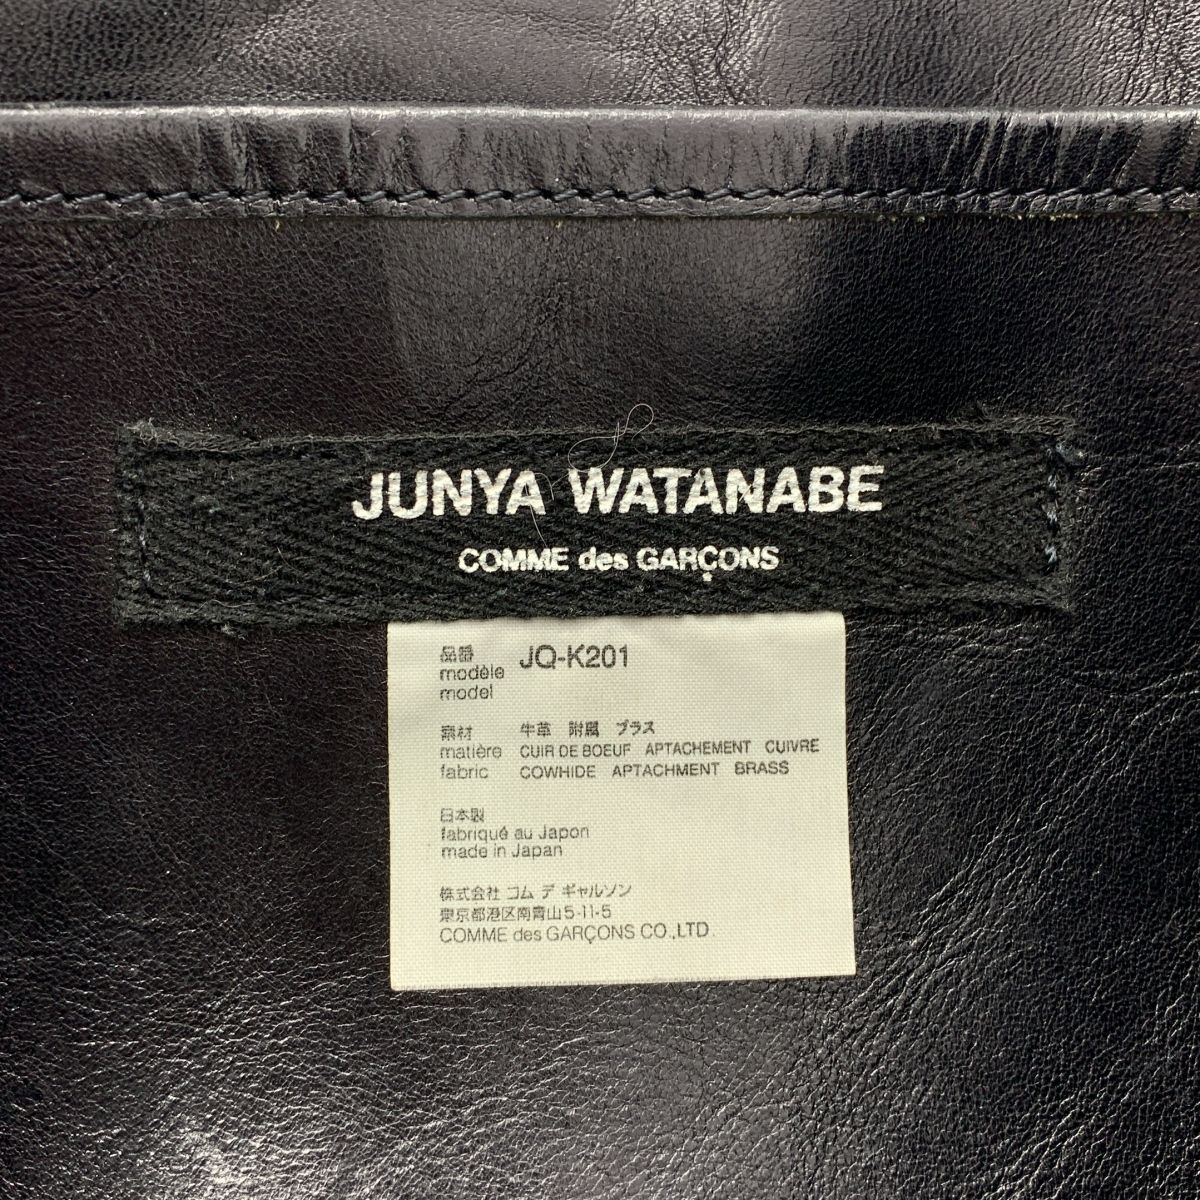 JUNYA WATANABE
COMME des GARÇONS
品番 JQ-K201
modèle
model
素材 牛革 附属 ブラス
matière CUIR DE BOEUF APTACHEMENT CUIVRE
fabric COWHIDE APTACHMENT BRASS
日本製
fabriqué au Japon
made in Japan
株式会社 コム デ ギャルソン
東京都港区南青山5-11-5
COMME des GARÇONS CO.,LTD.